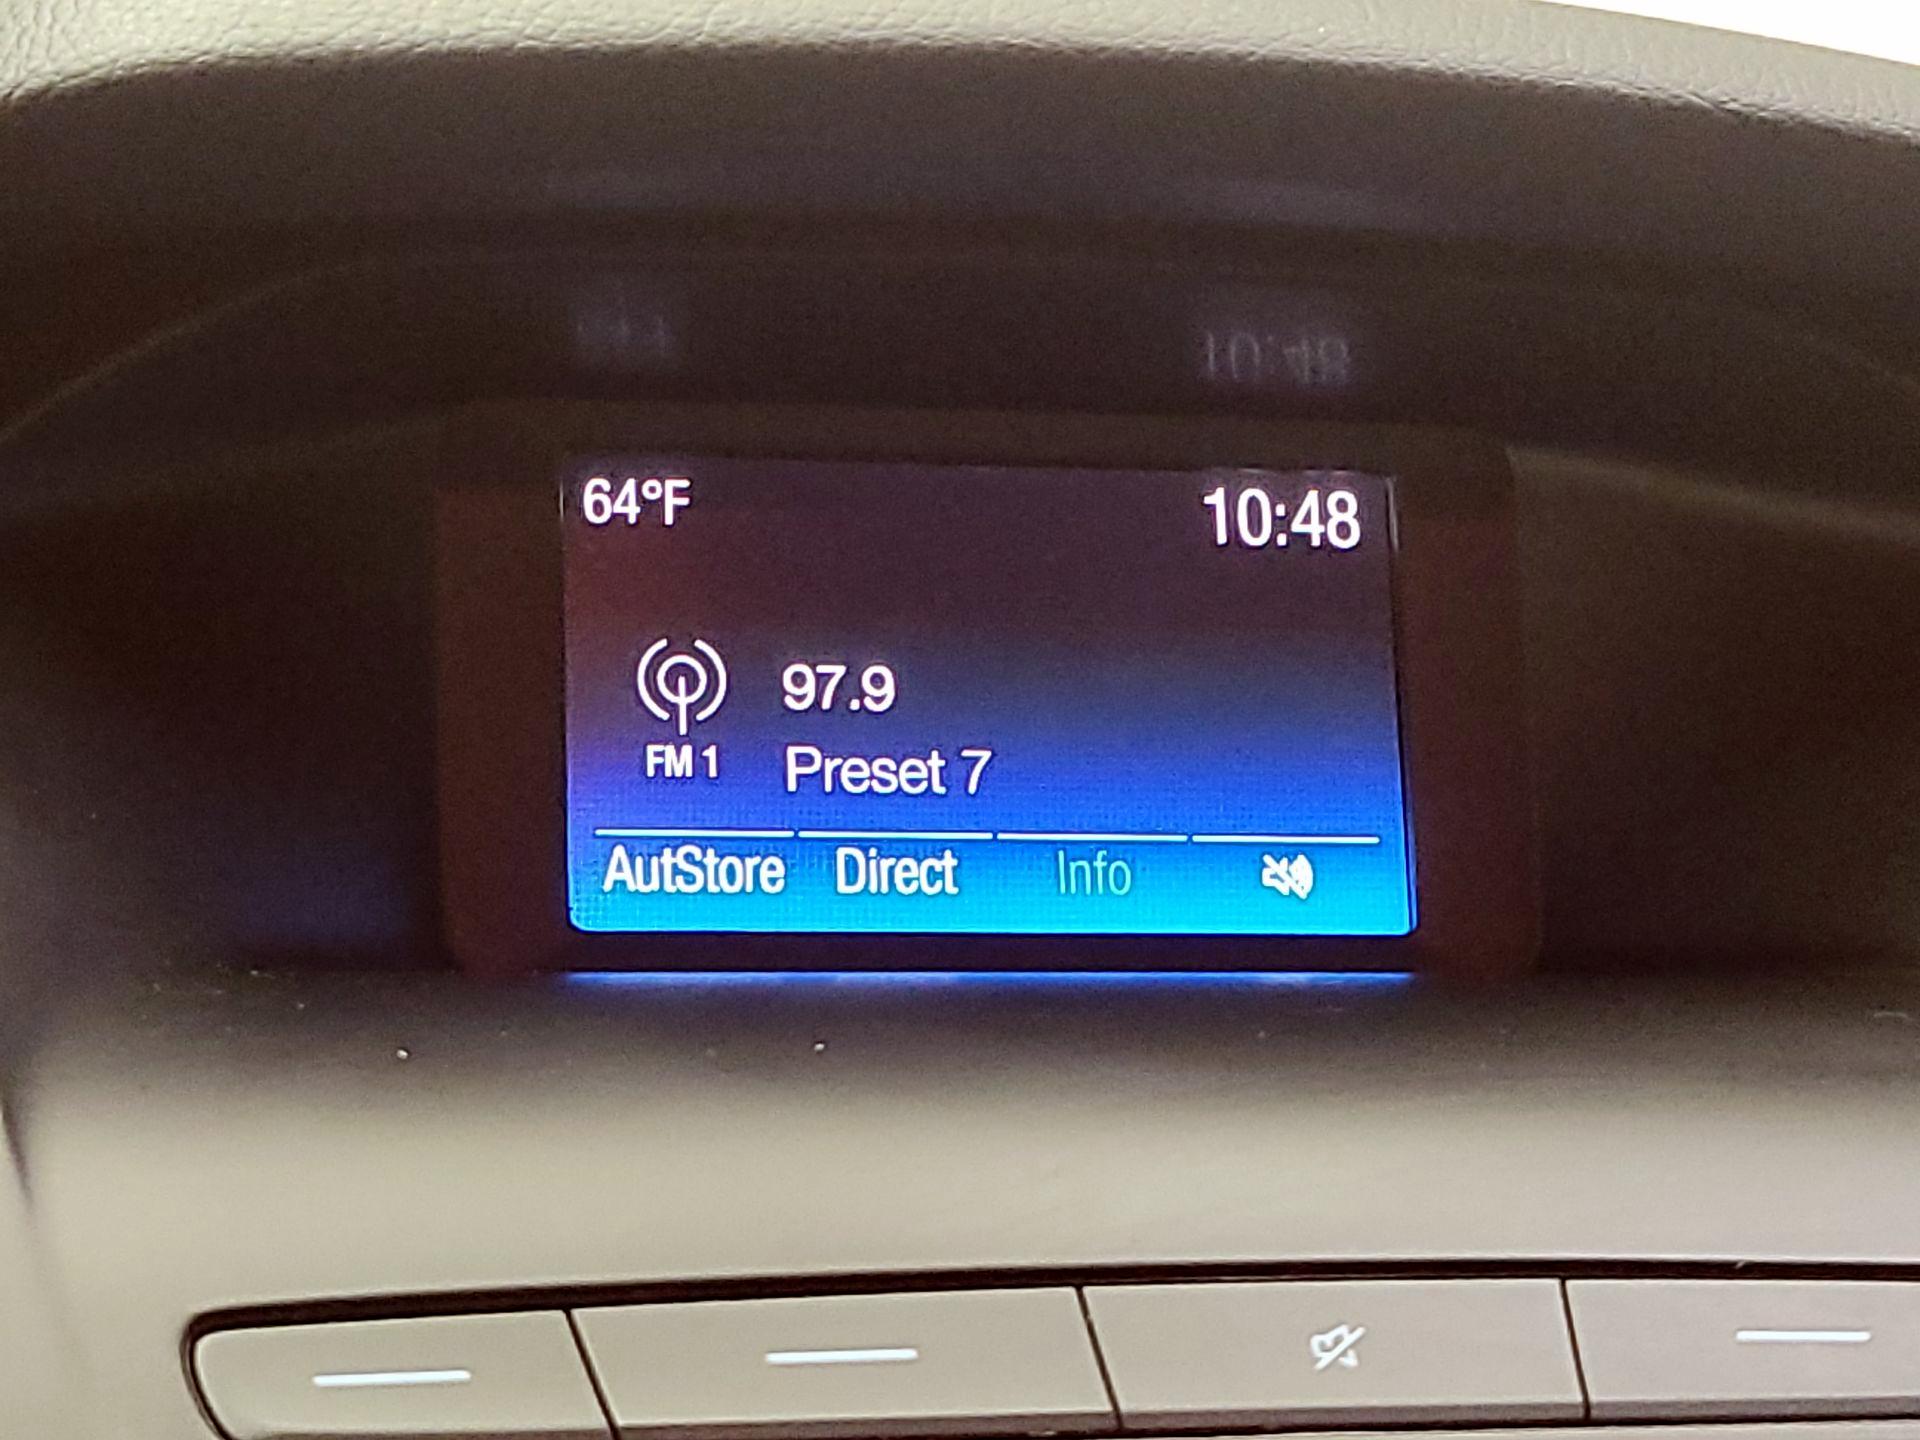 64°F 10:48
97.9
FM 1 Preset 7
AutStore Direct Info